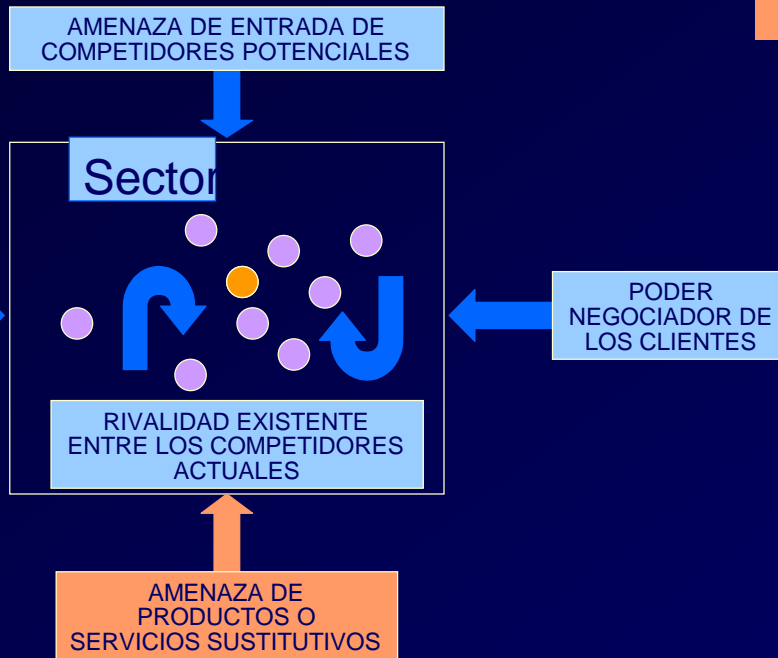 AMENAZA DE ENTRADA DE
COMPETIDORES POTENCIALES
Sector
PODER
NEGOCIADOR DE
LOS CLIENTES
RIVALIDAD EXISTENTE
ENTRE LOS COMPETIDORES
ACTUALES
AMENAZA DE
PRODUCTOS O
SERVICIOS SUSTITUTIVOS